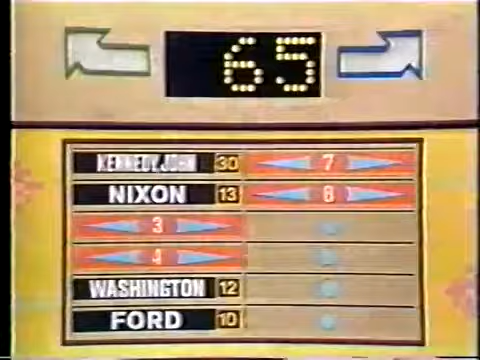 65
KENNEDY, JOHN 30 7
NIXON 13 8
3
4
WASHINGTON 12
FORD 10